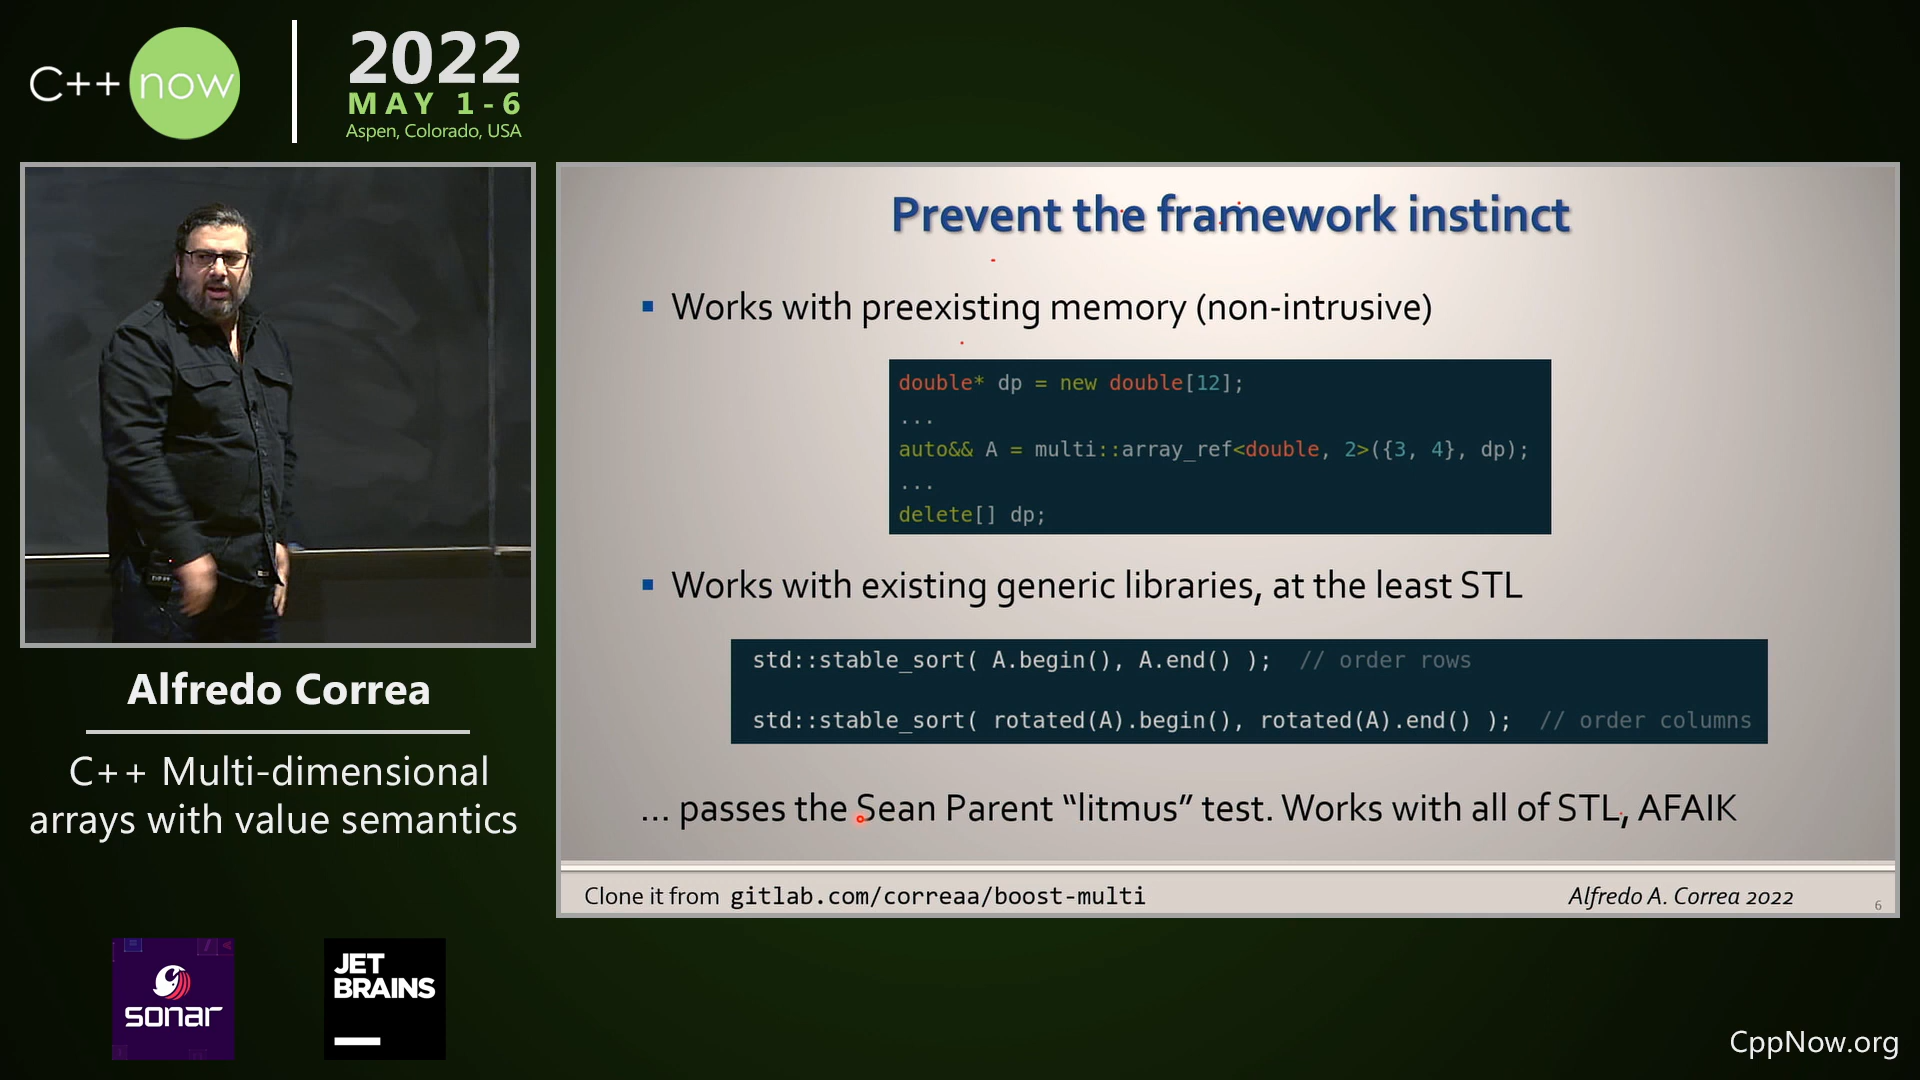 C++ now
2022
MAY 1-6
Aspen, Colorado, USA
Prevent the framework instinct
▪ Works with preexisting memory (non-intrusive)
double* dp = new double[12];
...
auto&& A = multi::array_ref<double, 2>({3, 4}, dp);
...
delete[] dp;
▪ Works with existing generic libraries, at the least STL
std::stable_sort( A.begin(), A.end() );  // order rows
std::stable_sort( rotated(A).begin(), rotated(A).end() );  // order columns
... passes the Sean Parent “litmus” test. Works with all of STL, AFAIK
Clone it from gitlab.com/correaa/boost-multi
Alfredo A. Correa 2022
6
Alfredo Correa
C++ Multi-dimensional
arrays with value semantics
sonar
JET
BRAINS
CppNow.org